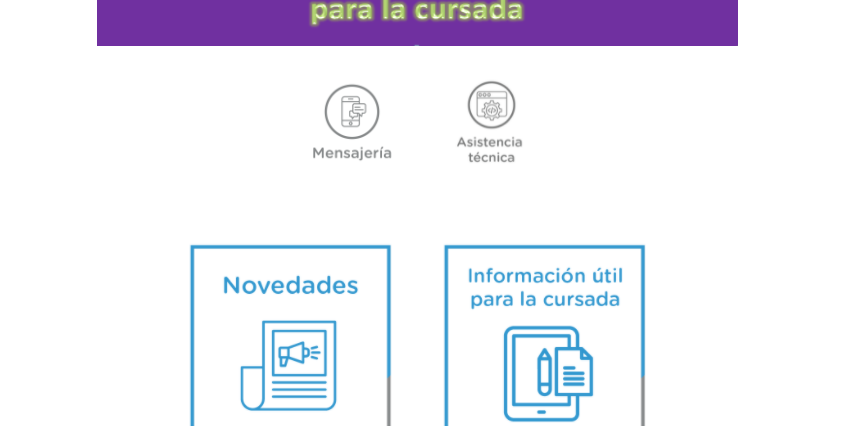 para la cursada
Mensajería
Asistencia
técnica
Novedades
Información útil
para la cursada